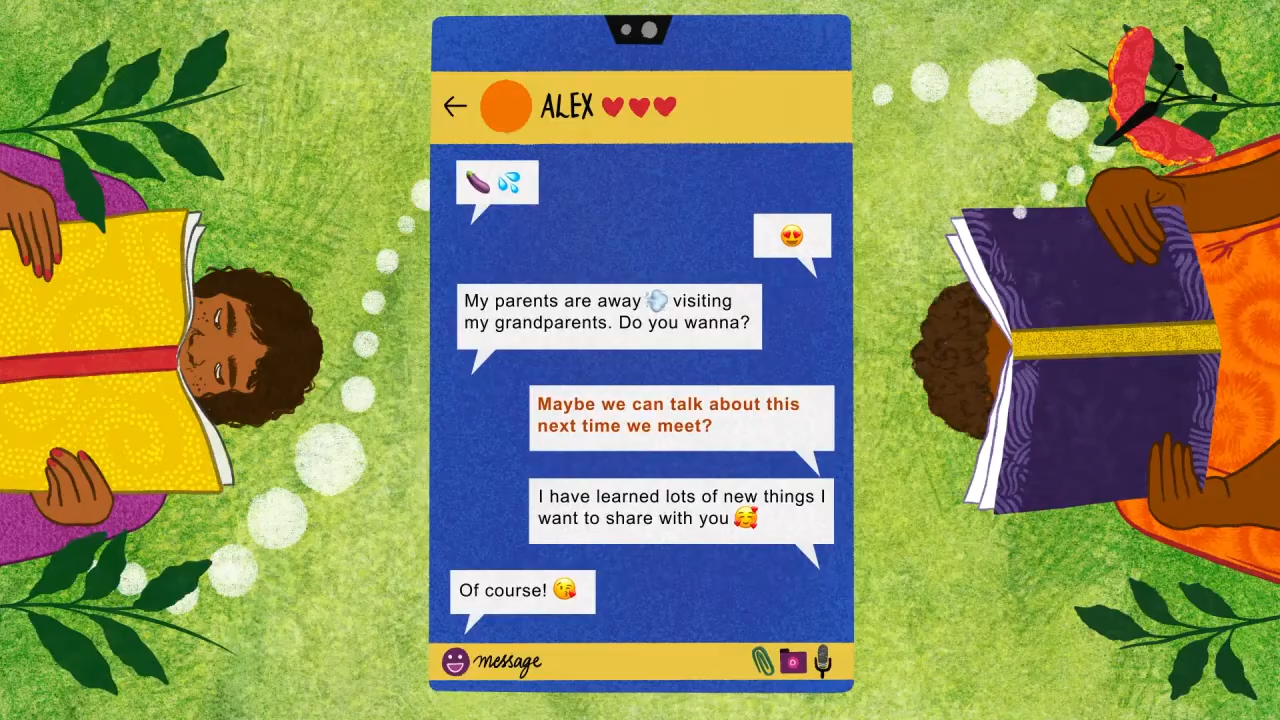 ALEX ❤️❤️❤️
🍆💦
😍
My parents are away💨 visiting
my grandparents. Do you wanna?
Maybe we can talk about this
next time we meet?
I have learned lots of new things I
want to share with you 🥰
Of course! 😘
message